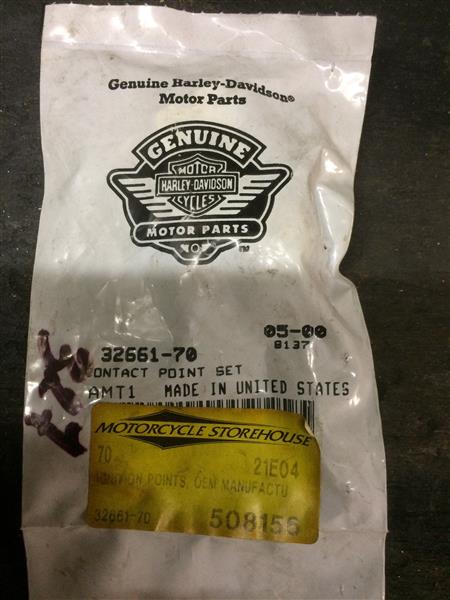 Genuine Harley-Davidson®
Motor Parts
GENUINE
MOTOR
HARLEY-DAVIDSON
CYCLES
MOTOR PARTS
TM
05-00
32661-70
8137
CONTACT POINT SET
AMT1 MADE IN UNITED STATES
MOTORCYCLE STOREHOUSE
70 21E04
IGNITION POINTS, OEM MANUFACTU
32661-70 508156